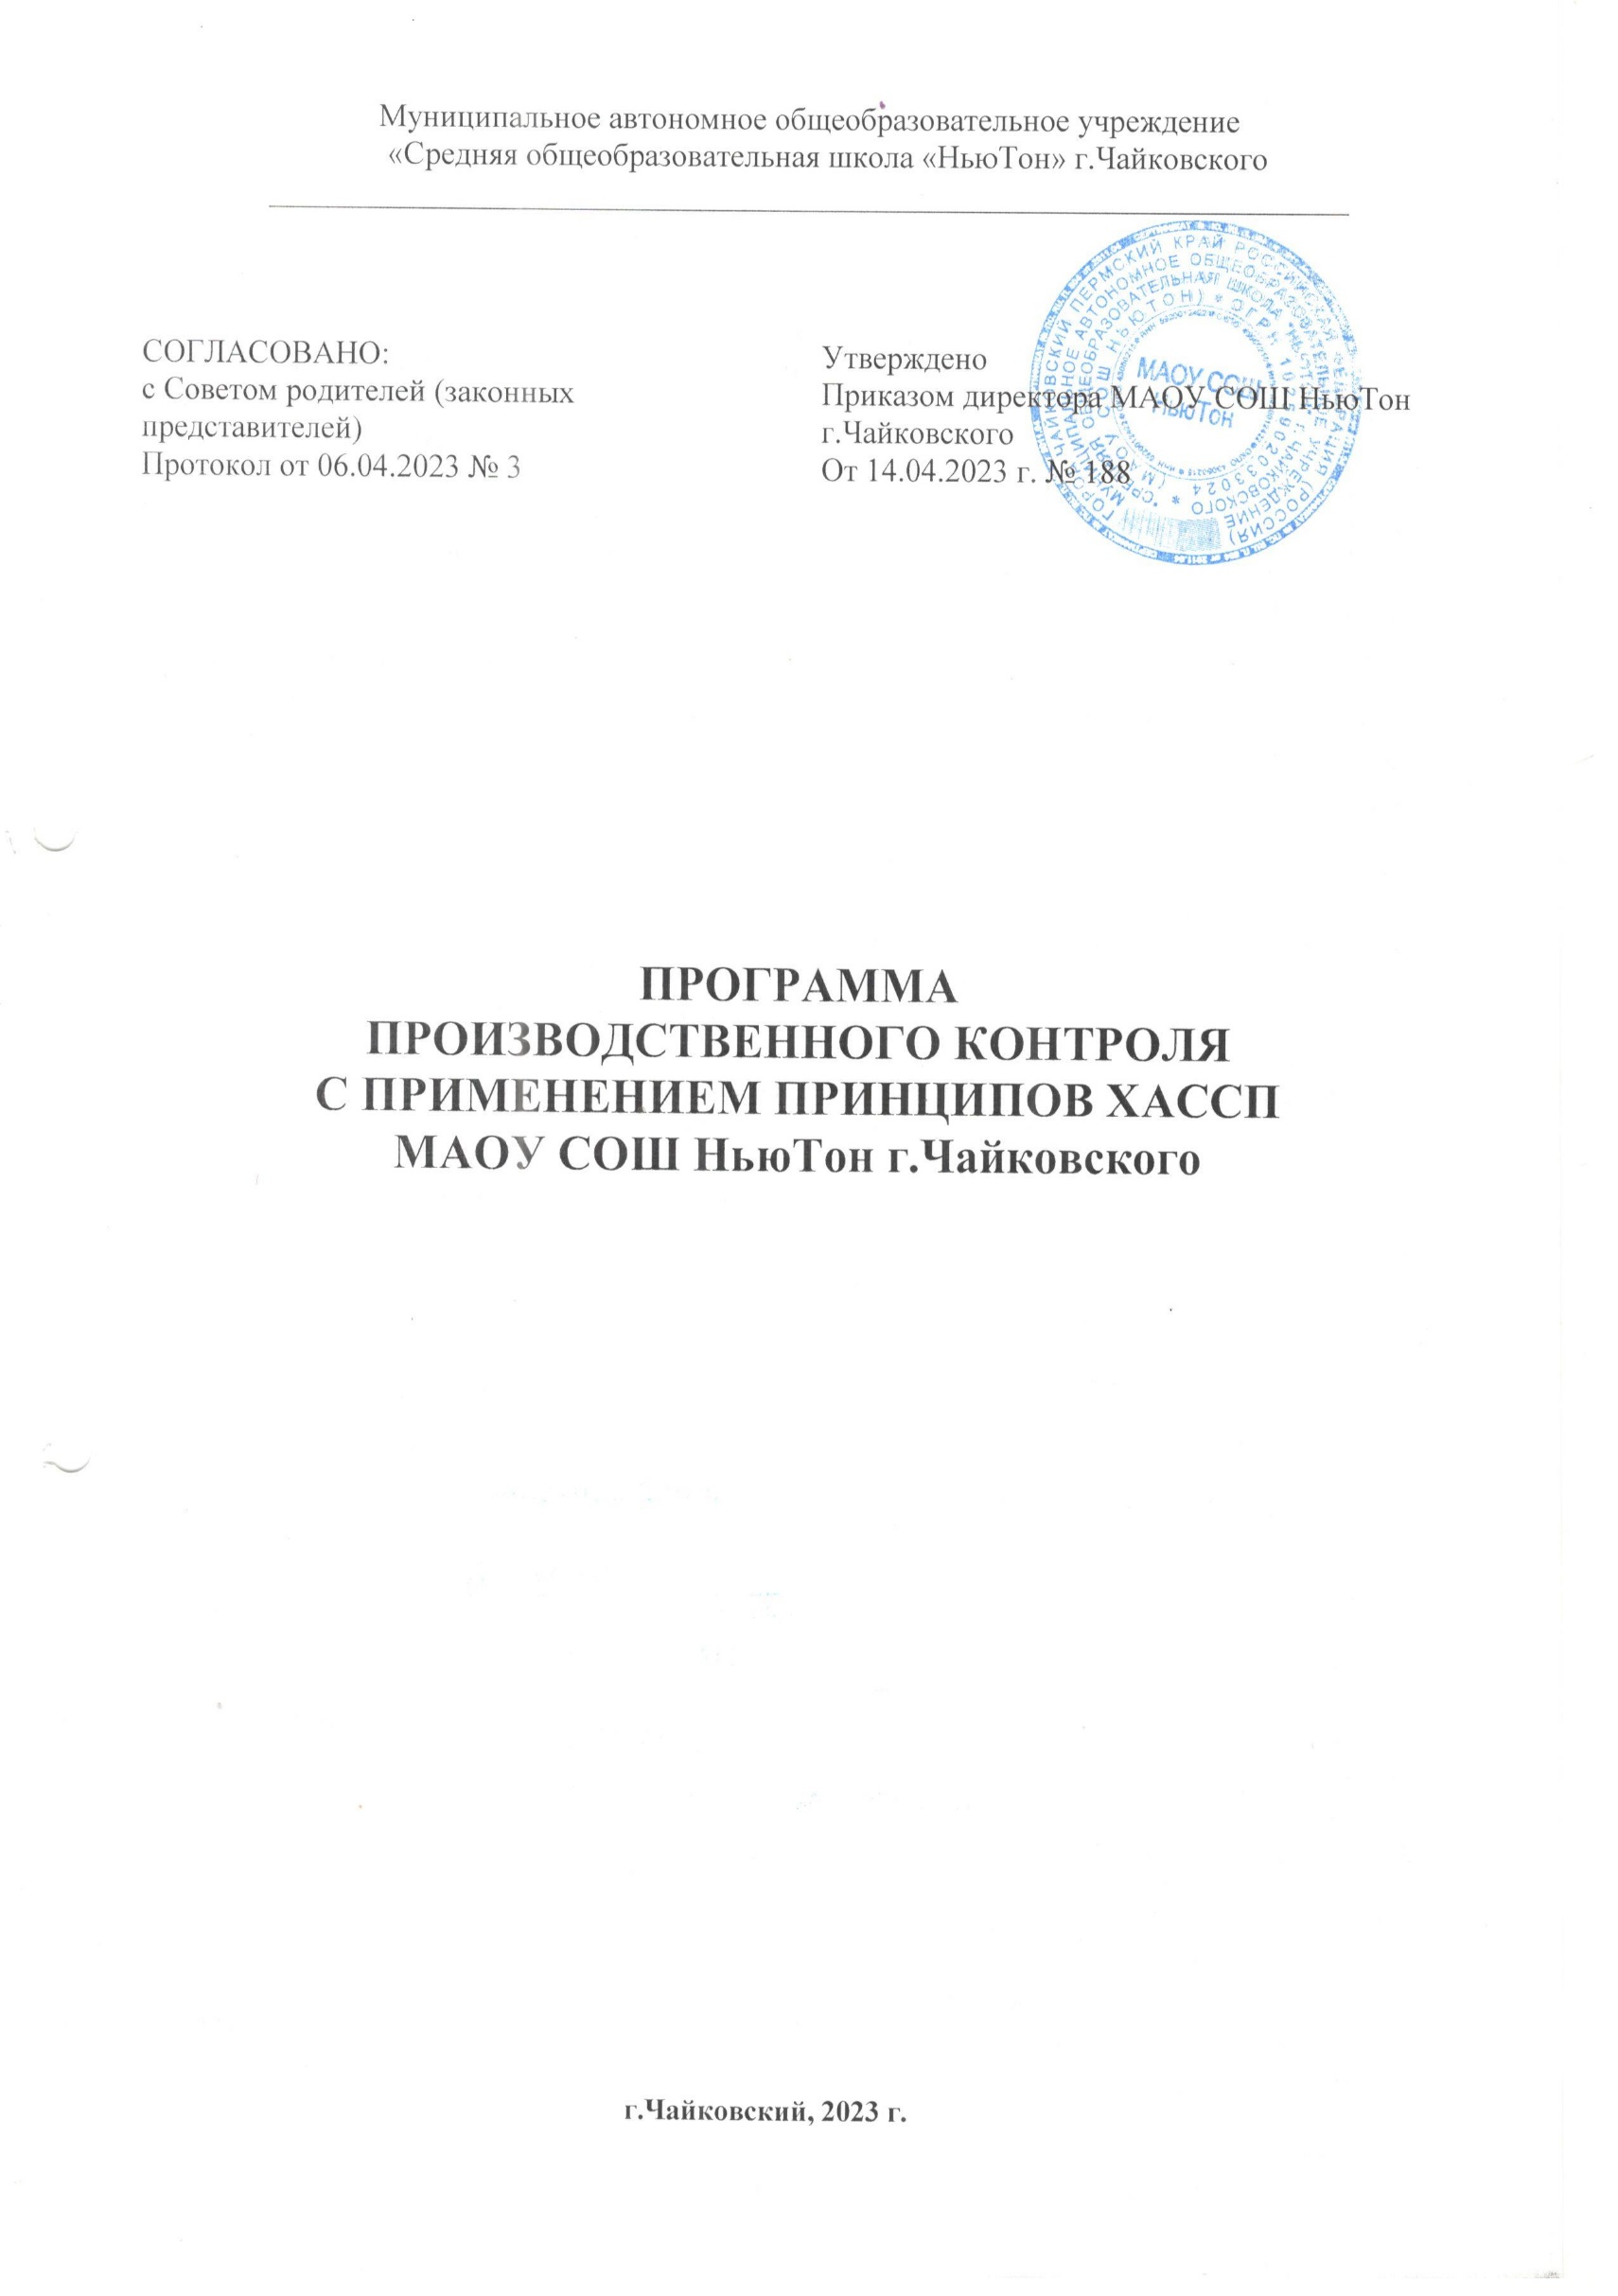 Муниципальное автономное общеобразовательное учреждение
«Средняя общеобразовательная школа «НьюТон» г.Чайковского
СОГЛАСОВАНО:
с Советом родителей (законных
представителей)
Протокол от 06.04.2023 № 3
Утверждено
Приказом директора МАОУ СОШ НьюТон
г.Чайковского
От 14.04.2023 г. № 188
МАОУ СОШ
НьюТон
ПРОГРАММА
ПРОИЗВОДСТВЕННОГО КОНТРОЛЯ
С ПРИМЕНЕНИЕМ ПРИНЦИПОВ ХАССП
МАОУ СОШ НьюТон г.Чайковского
г.Чайковский, 2023 г.